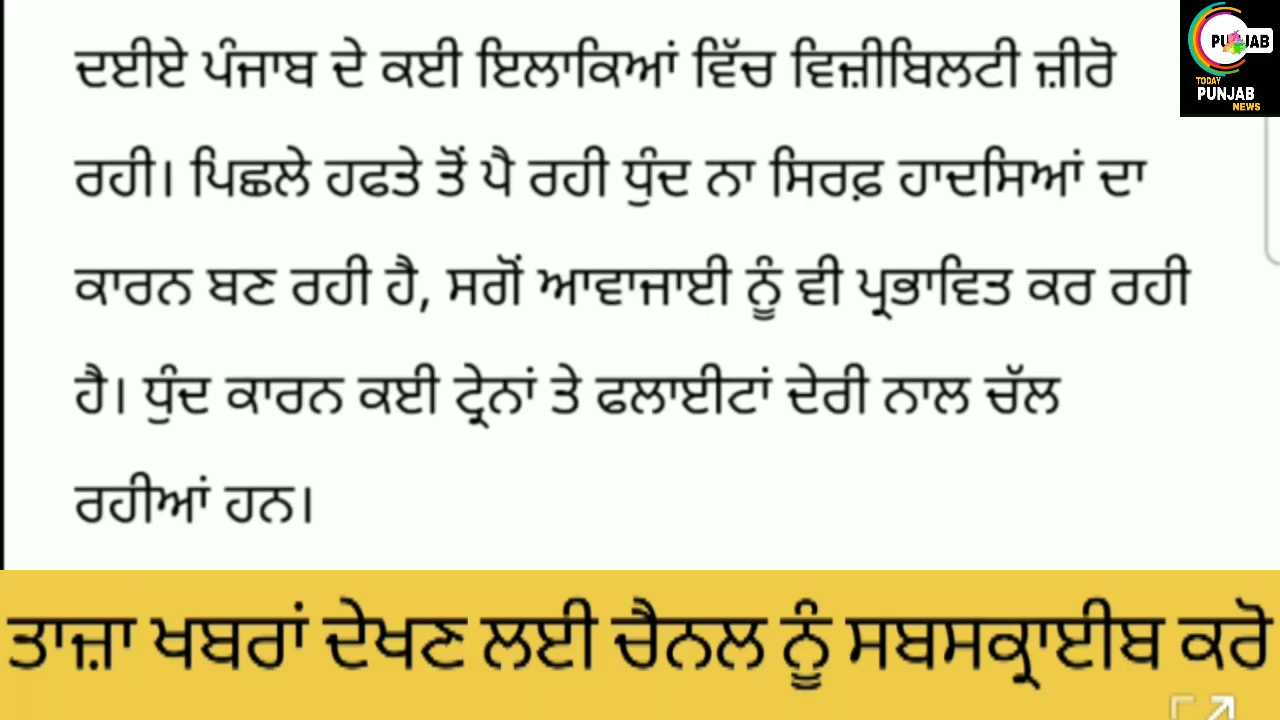 ਦਈਏ ਪੰਜਾਬ ਦੇ ਕਈ ਇਲਾਕਿਆਂ ਵਿੱਚ ਵਿਜ਼ੀਬਿਲਟੀ ਜ਼ੀਰੋ
ਰਹੀ। ਪਿਛਲੇ ਹਫਤੇ ਤੋਂ ਪੈ ਰਹੀ ਧੁੰਦ ਨਾ ਸਿਰਫ਼ ਹਾਦਸਿਆਂ ਦਾ
ਕਾਰਨ ਬਣ ਰਹੀ ਹੈ, ਸਗੋਂ ਆਵਾਜਾਈ ਨੂੰ ਵੀ ਪ੍ਰਭਾਵਿਤ ਕਰ ਰਹੀ
ਹੈ। ਧੁੰਦ ਕਾਰਨ ਕਈ ਟ੍ਰੇਨਾਂ ਤੇ ਫਲਾਈਟਾਂ ਦੇਰੀ ਨਾਲ ਚੱਲ
ਰਹੀਆਂ ਹਨ।
PUNJAB
TODAY
PUNJAB
NEWS
ਤਾਜ਼ਾ ਖਬਰਾਂ ਦੇਖਣ ਲਈ ਚੈਨਲ ਨੂੰ ਸਬਸਕ੍ਰਾਈਬ ਕਰੋ